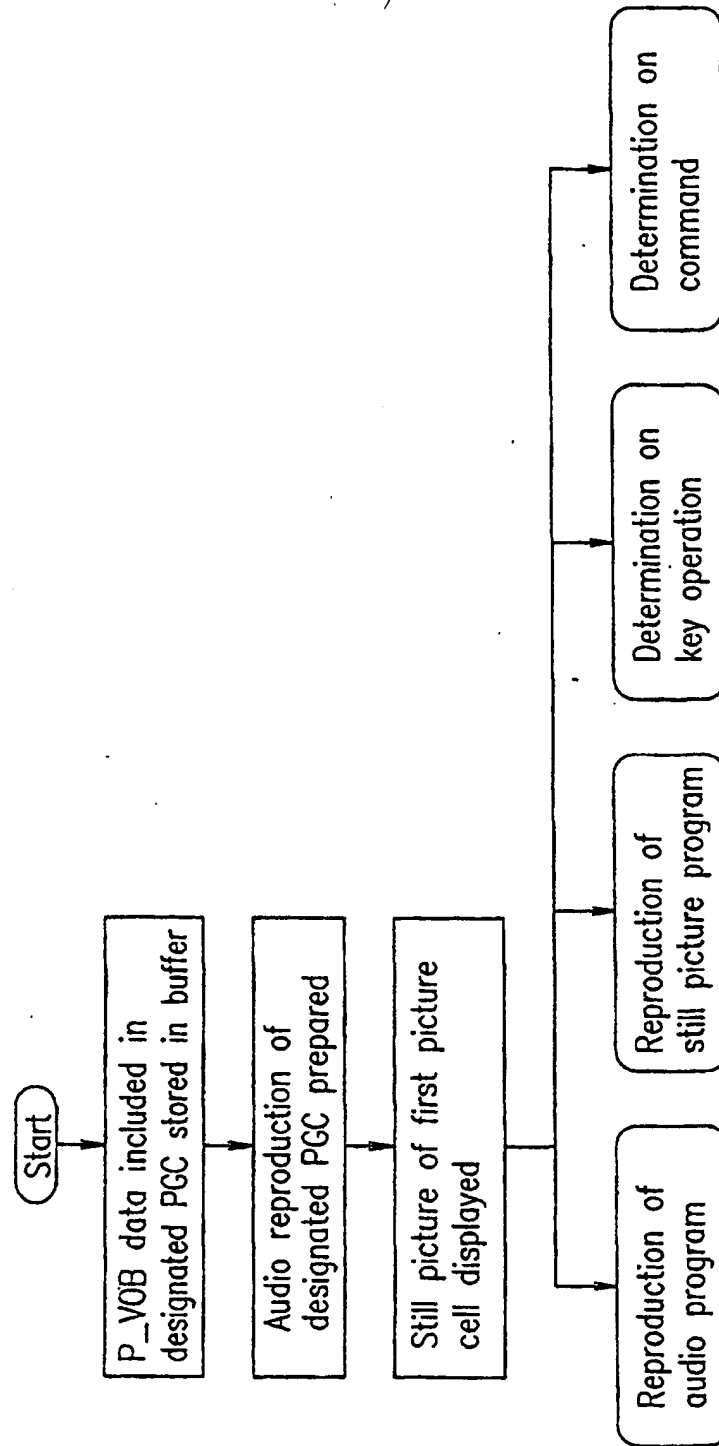 Start
P_VOB data included in
designated PGC stored in buffer
Audio reproduction of
designated PGC prepared
Still picture of first picture
cell displayed
Reproduction of
audio program
Reproduction of
still picture program
Determination on
key operation
Determination on
command